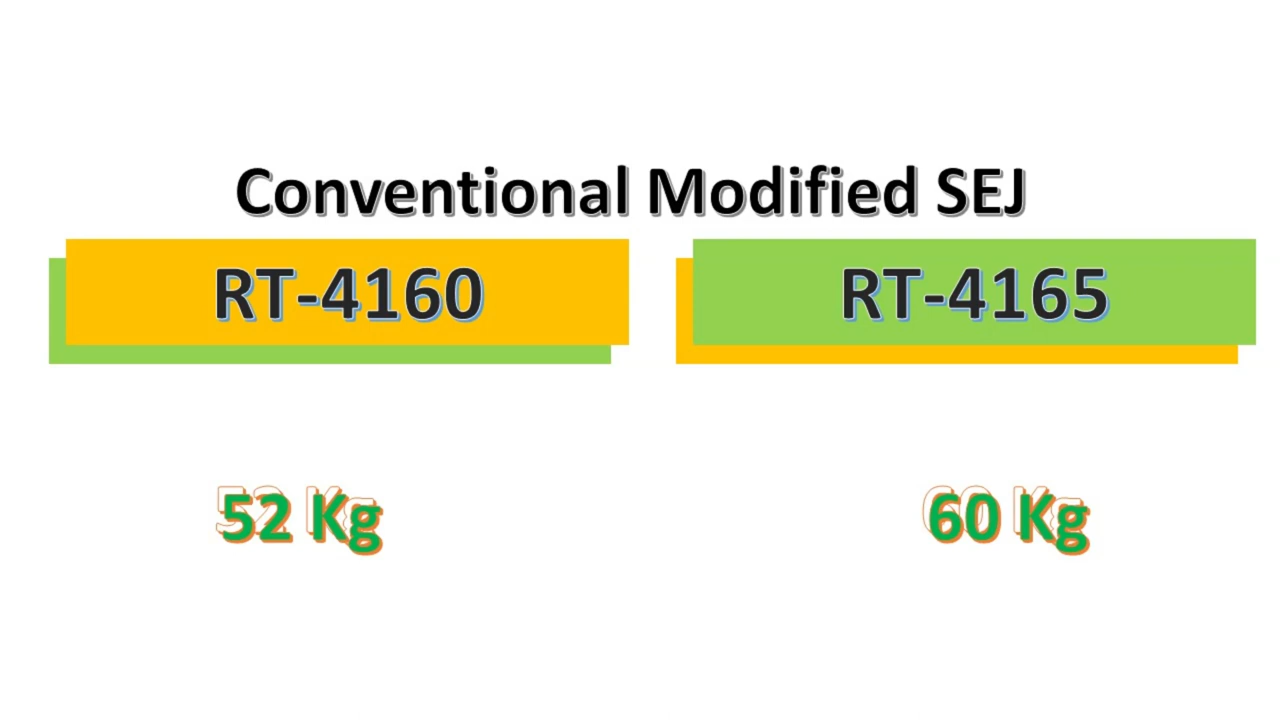 Conventional Modified SEJ
RT-4160
RT-4165
52 Kg
60 Kg